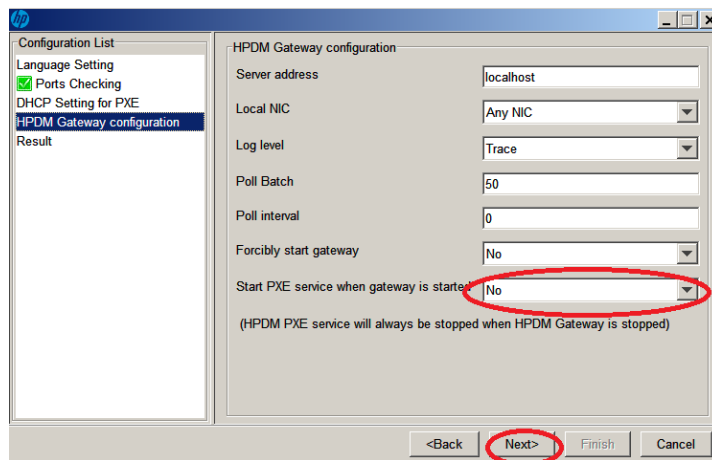 hp
Configuration List
Language Setting
Ports Checking
DHCP Setting for PXE
HPDM Gateway configuration
Result
HPDM Gateway configuration
Server address localhost
Local NIC Any NIC
Log level Trace
Poll Batch 50
Poll interval 0
Forcibly start gateway No
Start PXE service when gateway is started No
(HPDM PXE service will always be stopped when HPDM Gateway is stopped)
<Back Next> Finish Cancel